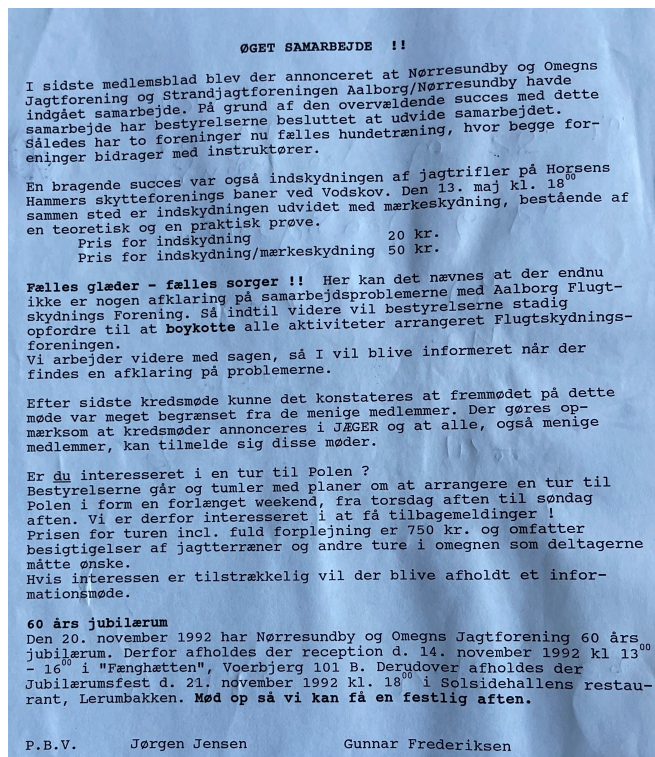 ØGET SAMARBEJDE !!
I sidste medlemsblad blev der annonceret at Nørresundby og Omegns
Jagtforening og Strandjagtforeningen Aalborg/Nørresundby havde
indgået samarbejde. På grund af den overvældende succes med dette
samarbejde har bestyrelserne besluttet at udvide samarbejdet.
Således har to foreninger nu fælles hundetræning, hvor begge for-
eninger bidrager med instruktører.
En bragende succes var også indskydningen af jagtrifler på Horsens
Hammers skytteforenings baner ved Vodskov. Den 13. maj kl. 18⁰⁰
sammen sted er indskydningen udvidet med mærkeskydning, bestående af
en teoretisk og en praktisk prøve.
Pris for indskydning 20 kr.
Pris for indskydning/mærkeskydning 50 kr.
Fælles glæder - fælles sorger !! Her kan det nævnes at der endnu
ikke er nogen afklaring på samarbejdsproblemerne med Aalborg Flugt-
skydnings Forening. Så indtil videre vil bestyrelserne stadig
opfordre til at boykotte alle aktiviteter arrangeret Flugtskydnings-
foreningen.
Vi arbejder videre med sagen, så I vil blive informeret når der
findes en afklaring på problemerne.
Efter sidste kredsmøde kunne det konstateres at fremmødet på dette
møde var meget begrænset fra de menige medlemmer. Der gøres op-
mærksom at kredsmøder annonceres i JÆGER og at alle, også menige
medlemmer, kan tilmelde sig disse møder.
Er du interesseret i en tur til Polen ?
Bestyrelserne går og tumler med planer om at arrangere en tur til
Polen i form en forlænget weekend, fra torsdag aften til søndag
aften. Vi er derfor interesseret i at få tilbagemeldinger !
Prisen for turen incl. fuld forplejning er 750 kr. og omfatter
besigtigelser af jagtterræner og andre ture i omegnen som deltagerne
måtte ønske.
Hvis interessen er tilstrækkelig vil der blive afholdt et infor-
mationsmøde.
60 års jubilærum
Den 20. november 1992 har Nørresundby og Omegns Jagtforening 60 års
jubilærum. Derfor afholdes der reception d. 14. november 1992 kl 13⁰⁰
- 16⁰⁰ i "Fænghætten", Voerbjerg 101 B. Derudover afholdes der
Jubilærumsfest d. 21. november 1992 kl. 18⁰⁰ i Solsidehallens restau-
rant, Lerumbakken. Mød op så vi kan få en festlig aften.
P.B.V. Jørgen Jensen Gunnar Frederiksen